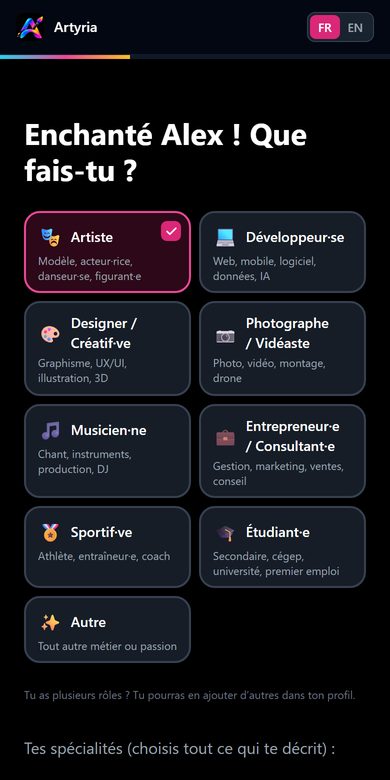 Artyria
FR EN
Enchanté Alex ! Que
fais-tu ?
Artiste
Modèle, acteur·rice,
danseur·se, figurant·e
Développeur·se
Web, mobile, logiciel,
données, IA
Designer /
Créatif·ve
Graphisme, UX/UI,
illustration, 3D
Photographe
/ Vidéaste
Photo, vidéo, montage,
drone
Musicien·ne
Chant, instruments,
production, DJ
Entrepreneur·e
/ Consultant·e
Gestion, marketing, ventes,
conseil
Sportif·ve
Athlète, entraîneur·e, coach
Étudiant·e
Secondaire, cégep,
université, premier emploi
Autre
Tout autre métier ou passion
Tu as plusieurs rôles ? Tu pourras en ajouter d'autres dans ton profil.
Tes spécialités (choisis tout ce qui te décrit) :